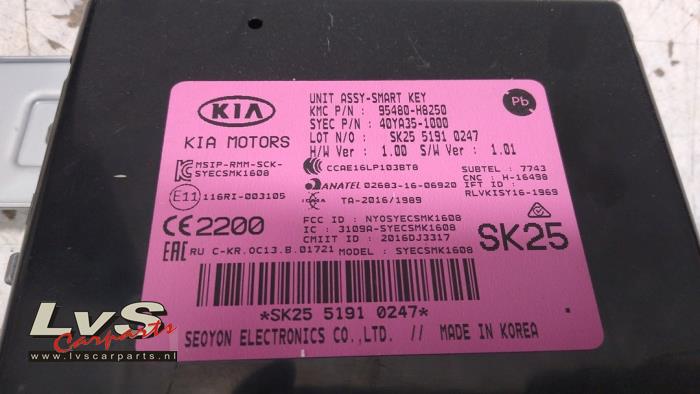 KIA
KIA MOTORS
UNIT ASSY-SMART KEY
KMC P/N : 95480-H8250
SYEC P/N : 40YA35-1000
LOT N/O : SK25 5191 0247
H/W Ver : 1.00 S/W Ver : 1.01
Pb
MSIP-RMM-SCK-
SYECSMK1608
CCAE16LP103BT8
SUBTEL : 7743
CNC : H-16498
E11 116RI-003105
ANATEL 02683-16-06920
IFT ID :
RLVKISY16-1969
TA-2016/1989
CE2200
FCC ID : NYOSYECSMK1608
IC : 3109A-SYECSMK1608
CMIIT ID : 2016DJ3317
SK25
EAC RU C-KR.OC13.B.01721 MODEL : SYECSMK1608
*SK25 5191 0247*
SEOYON ELECTRONICS CO.,LTD. // MADE IN KOREA
LvS
Carparts
www.lvscarparts.nl